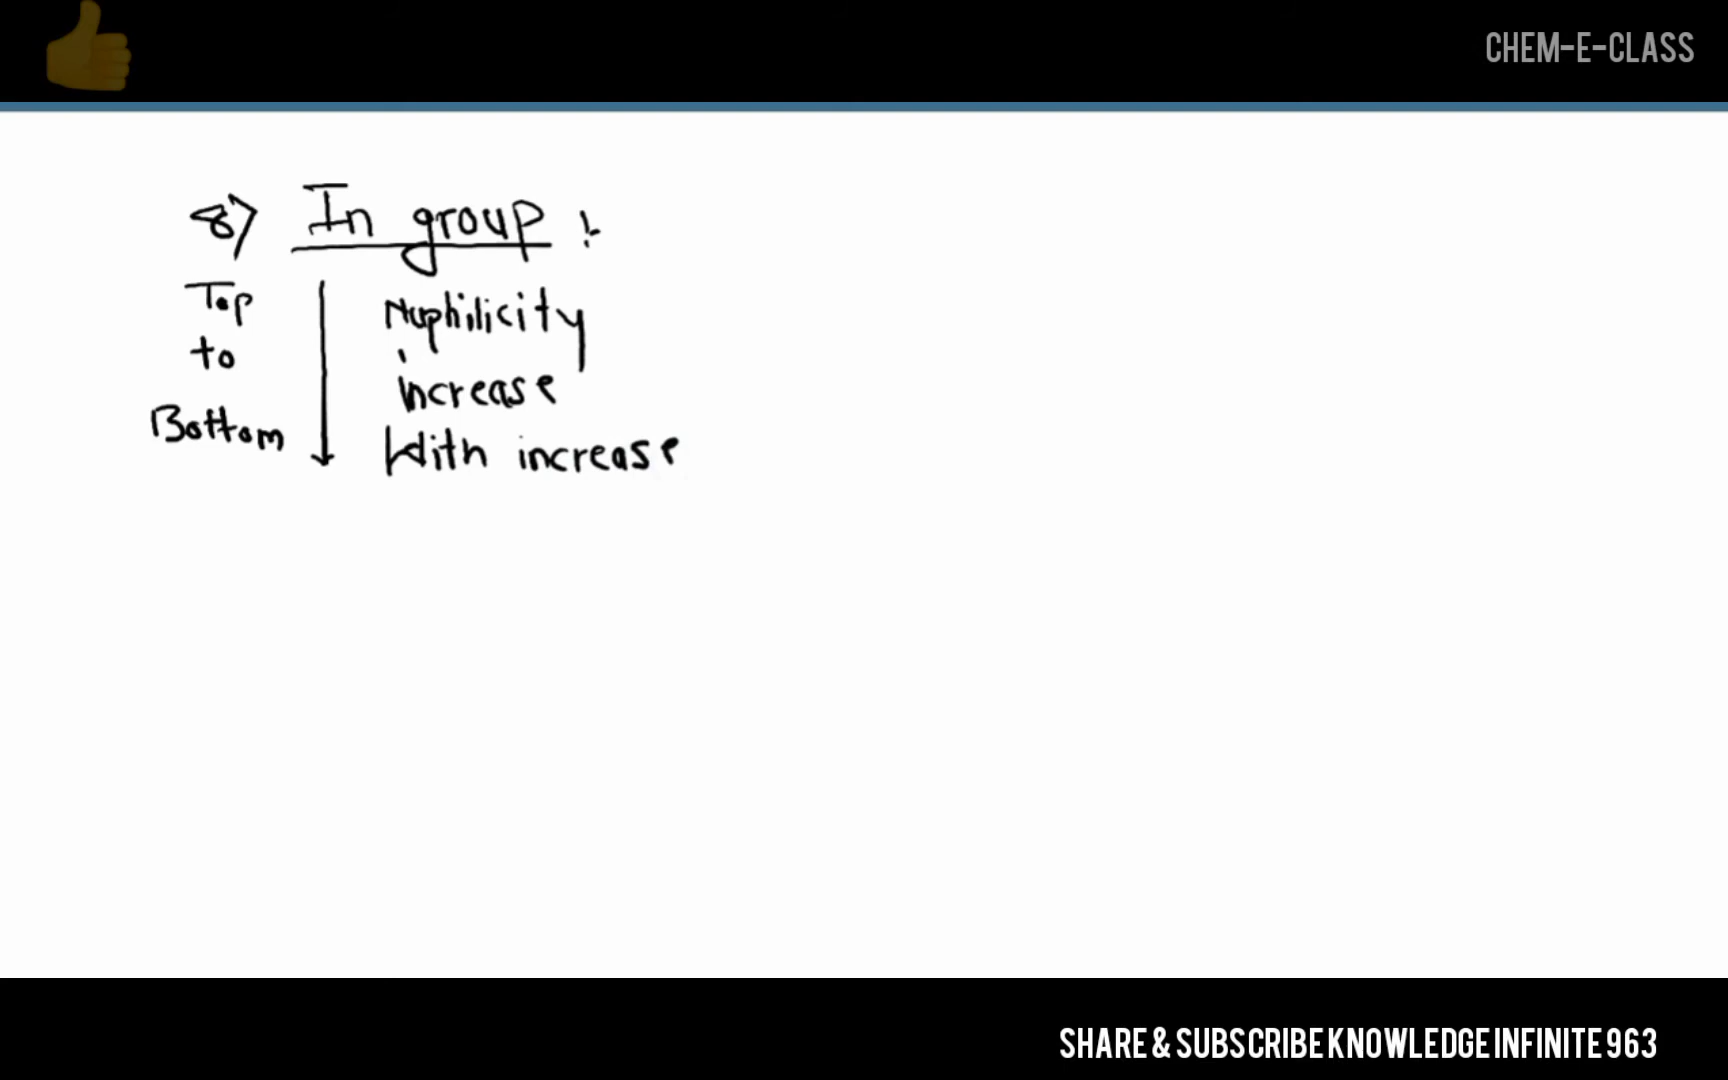 CHEM-E-CLASS
8) In group :-
Top
to
Bottom
Nuphilicity
increase
With increase
SHARE & SUBSCRIBE KNOWLEDGE INFINITE 963